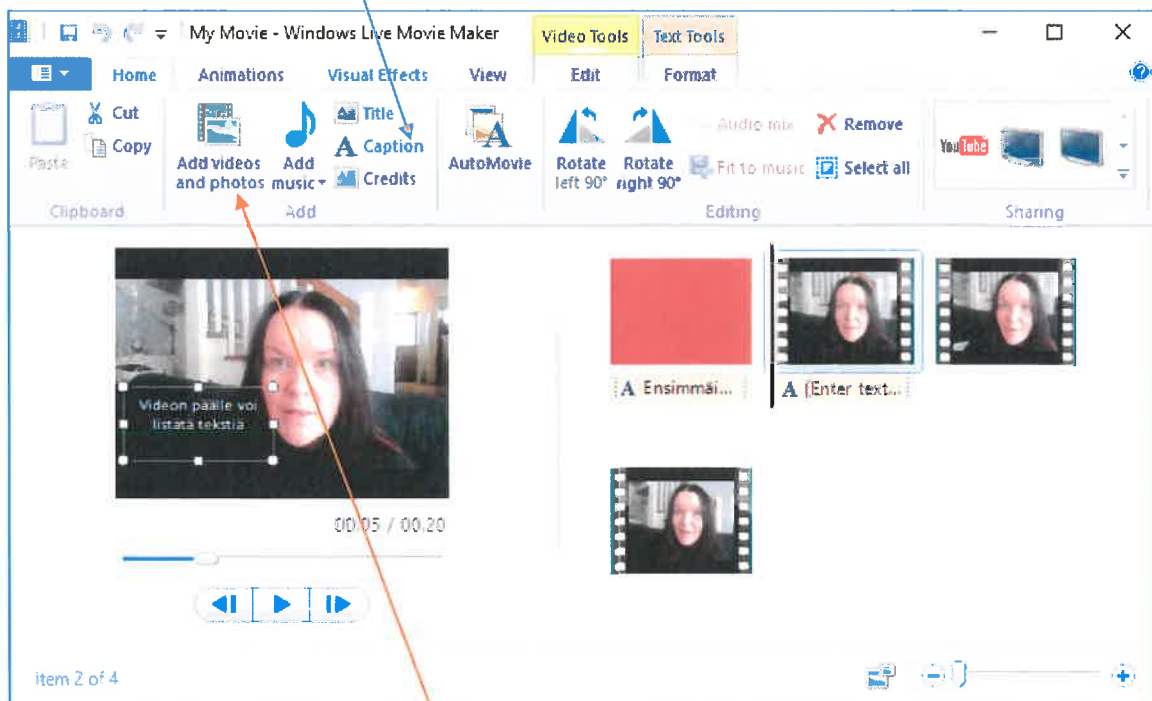 My Movie - Windows Live Movie Maker
Video Tools
Text Tools
Home
Animations
Visual Effects
View
Edit
Format
Paste
Cut
Copy
Clipboard
Add videos
and photos
Add
music
Title
Caption
Credits
Add
AutoMovie
Rotate
left 90°
Rotate
right 90°
Audio mix
Fit to music
Remove
Select all
Editing
YouTube
Sharing
Videon päälle voi
listätä tekstiä
00.05 / 00.20
A Ensimmäi...
A [Enter text...
item 2 of 4